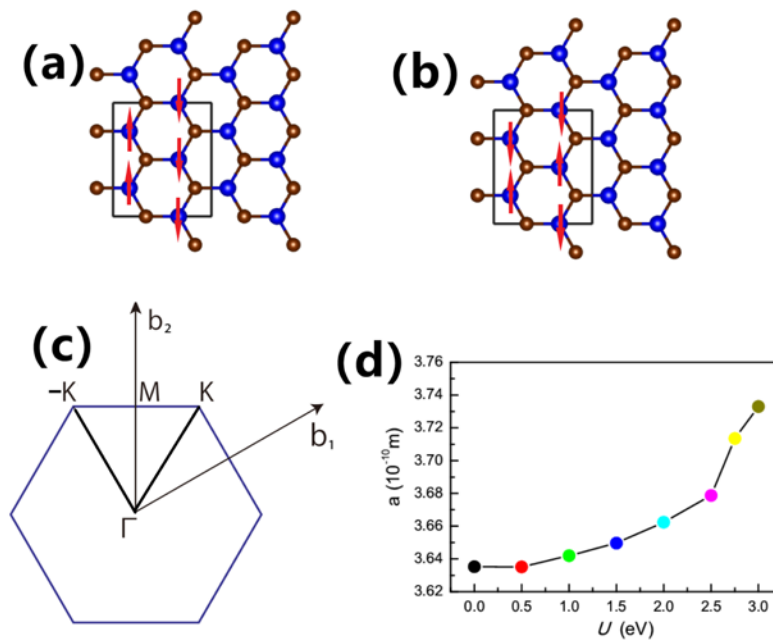 (a)
(b)
(c)
b₂
−K
M
K
b₁
Γ
(d)
3.76
3.74
3.72
3.70
3.68
3.66
3.64
3.62
a (10⁻¹⁰m)
0.0 0.5 1.0 1.5 2.0 2.5 3.0
U (eV)